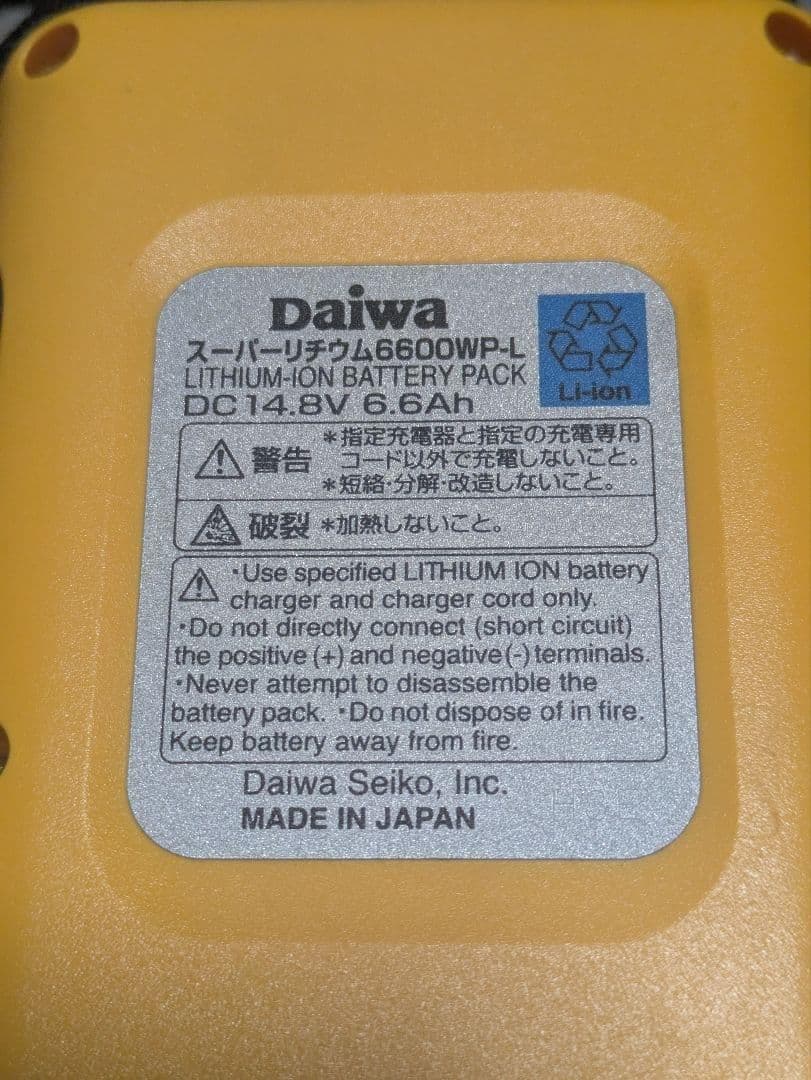 Daiwa
スーパーリチウム6600WP-L
LITHIUM-ION BATTERY PACK
DC14.8V 6.6Ah
Li-ion
警告
*指定充電器と指定の充電専用
コード以外で充電しないこと。
*短絡・分解・改造しないこと。
破裂 *加熱しないこと。
・Use specified LITHIUM ION battery
charger and charger cord only.
・Do not directly connect (short circuit)
the positive (+) and negative(-) terminals.
・Never attempt to disassemble the
battery pack. ・Do not dispose of in fire.
Keep battery away from fire.
Daiwa Seiko, Inc.
MADE IN JAPAN